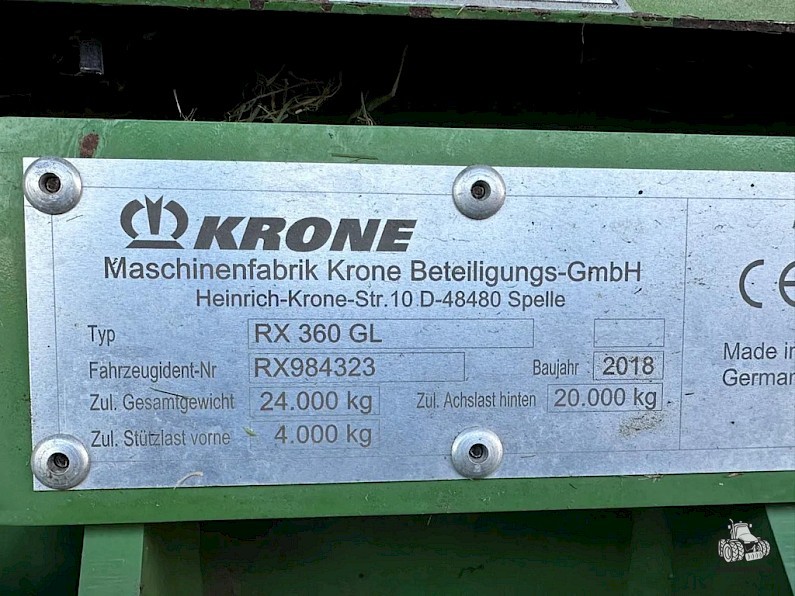 KRONE
Maschinenfabrik Krone Beteiligungs-GmbH
Heinrich-Krone-Str.10 D-48480 Spelle
Typ RX 360 GL
Fahrzeugident-Nr RX984323 Baujahr 2018
Zul. Gesamtgewicht 24.000 kg Zul. Achslast hinten 20.000 kg
Zul. Stützlast vorne 4.000 kg
CE
Made in
German